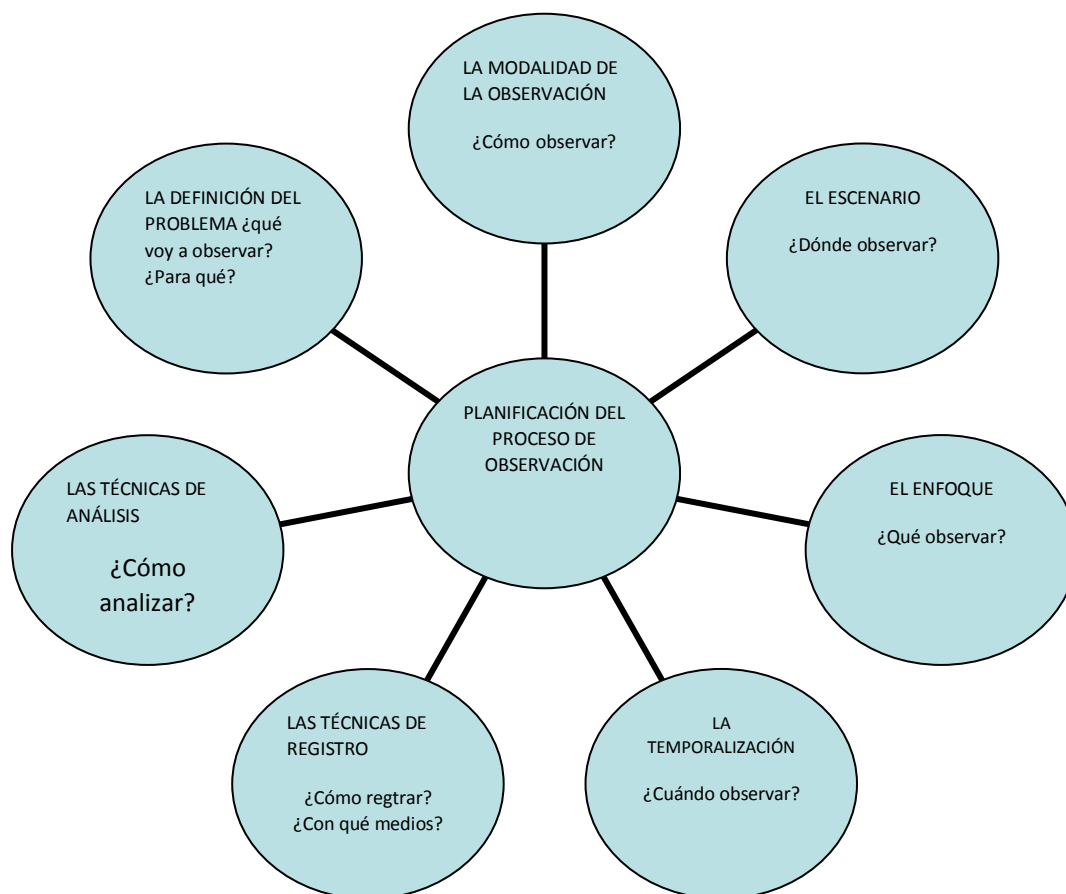 LA MODALIDAD DE
LA OBSERVACIÓN
¿Cómo observar?
LA DEFINICIÓN DEL
PROBLEMA ¿qué
voy a observar?
¿Para qué?
EL ESCENARIO
¿Dónde observar?
PLANIFICACIÓN DEL
PROCESO DE
OBSERVACIÓN
LAS TÉCNICAS DE
ANÁLISIS
¿Cómo
analizar?
EL ENFOQUE
¿Qué observar?
LAS TÉCNICAS DE
REGISTRO
¿Cómo regtrar?
¿Con qué medios?
LA
TEMPORALIZACIÓN
¿Cuándo observar?